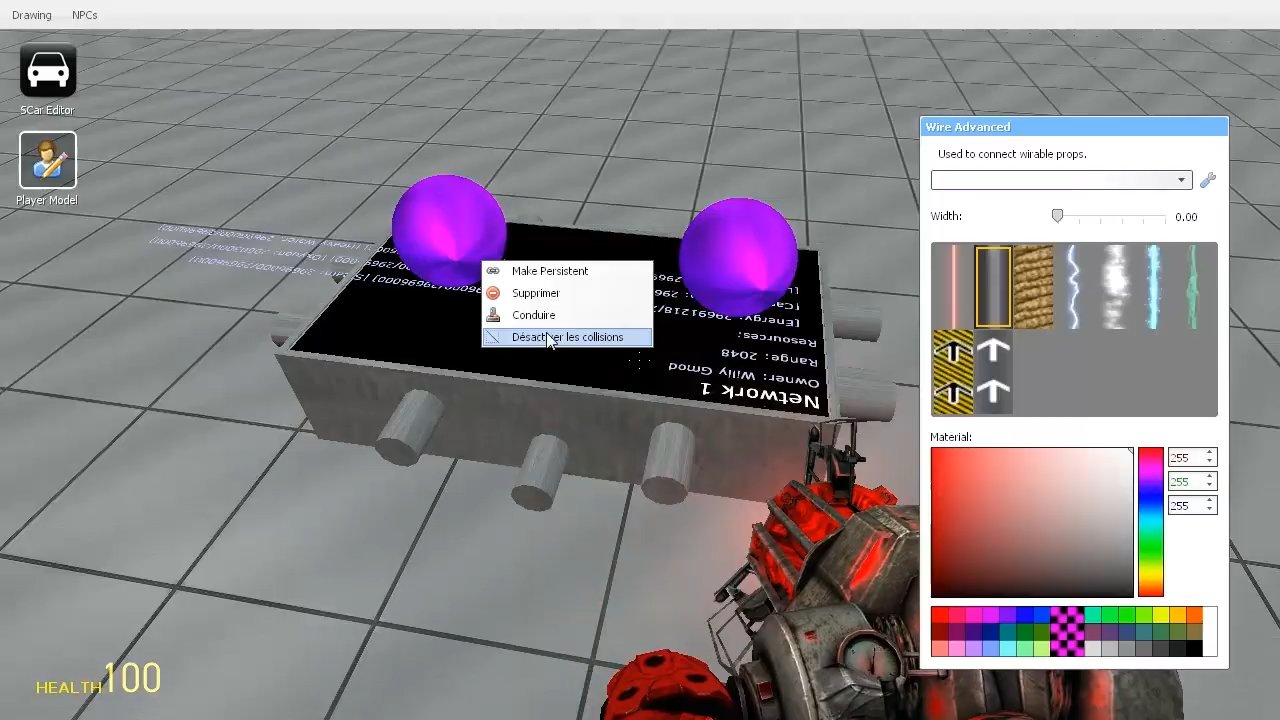 Drawing NPCs
SCar Editor
Player Model
Make Persistent
Supprimer
Conduire
Désactiver les collisions
Resources:
Range: 2048
Owner: Willy Gmod
Network 1
HEALTH 100
Wire Advanced
Used to connect wirable props.
Width: 0.00
Material:
255
255
255